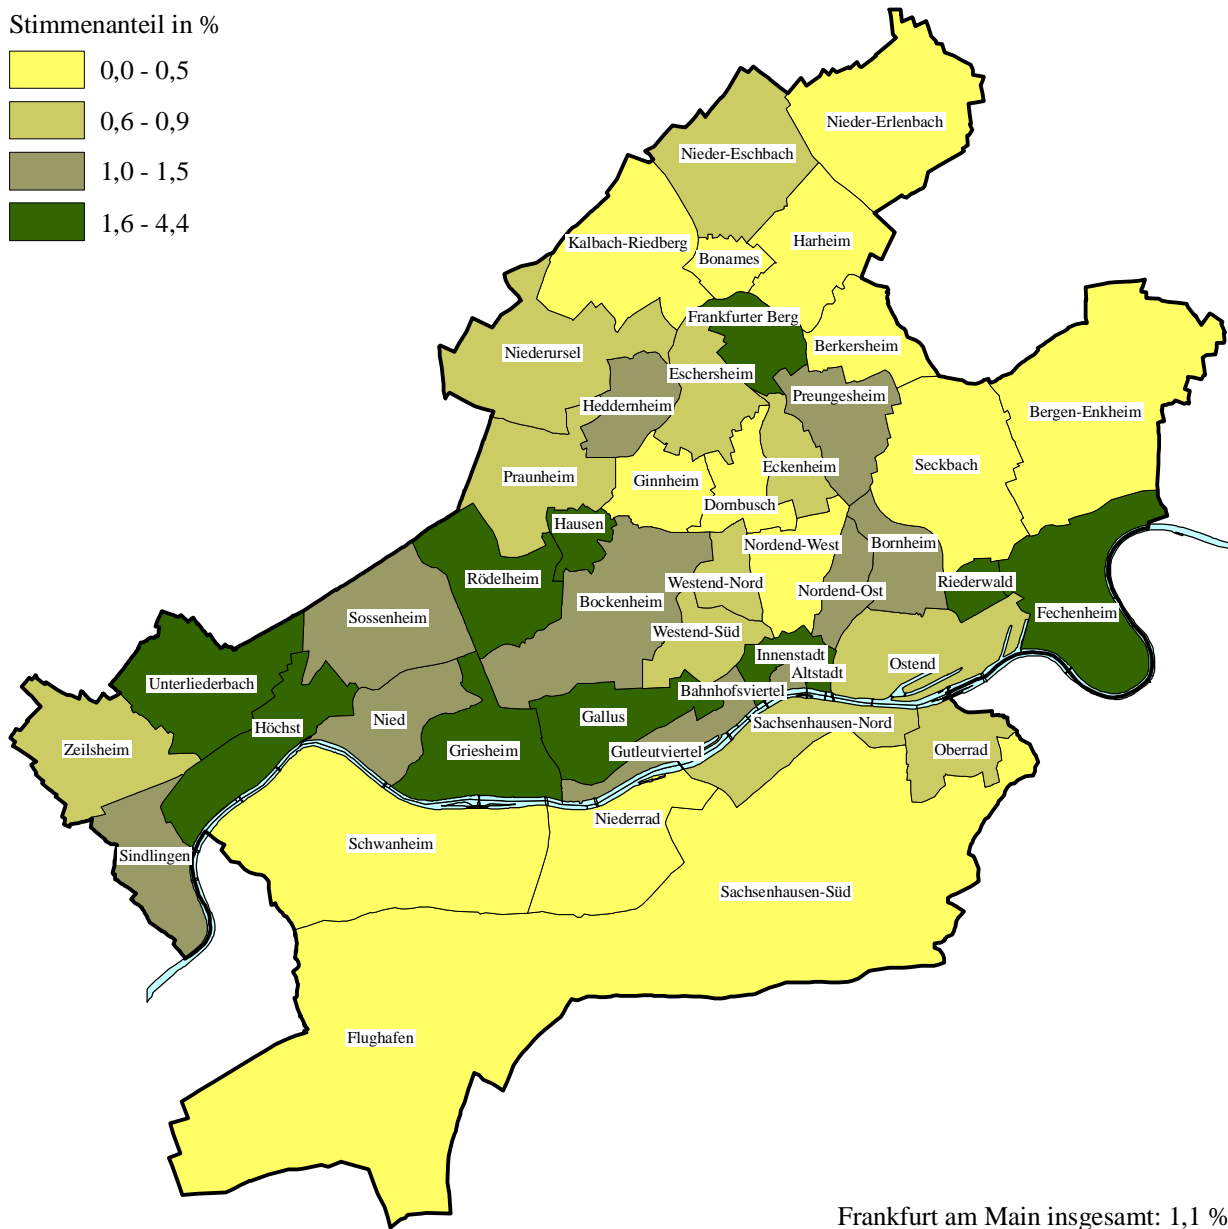 Stimmenanteil in %
0,0 - 0,5
0,6 - 0,9
1,0 - 1,5
1,6 - 4,4
Nieder-Erlenbach
Nieder-Eschbach
Kalbach-Riedberg
Harheim
Bonames
Frankfurter Berg
Berkersheim
Niederursel
Eschersheim
Heddernheim
Preungesheim
Bergen-Enkheim
Praunheim
Ginnheim
Eckenheim
Seckbach
Dornbusch
Hausen
Nordend-West
Bornheim
Rödelheim
Westend-Nord
Riederwald
Bockenheim
Nordend-Ost
Fechenheim
Sossenheim
Westend-Süd
Innenstadt
Ostend
Altstadt
Unterliederbach
Bahnhofsviertel
Höchst
Nied
Gallus
Sachsenhausen-Nord
Zeilsheim
Griesheim
Gutleutviertel
Oberrad
Niederrad
Schwanheim
Sindlingen
Sachsenhausen-Süd
Flughafen
Frankfurt am Main insgesamt: 1,1 %